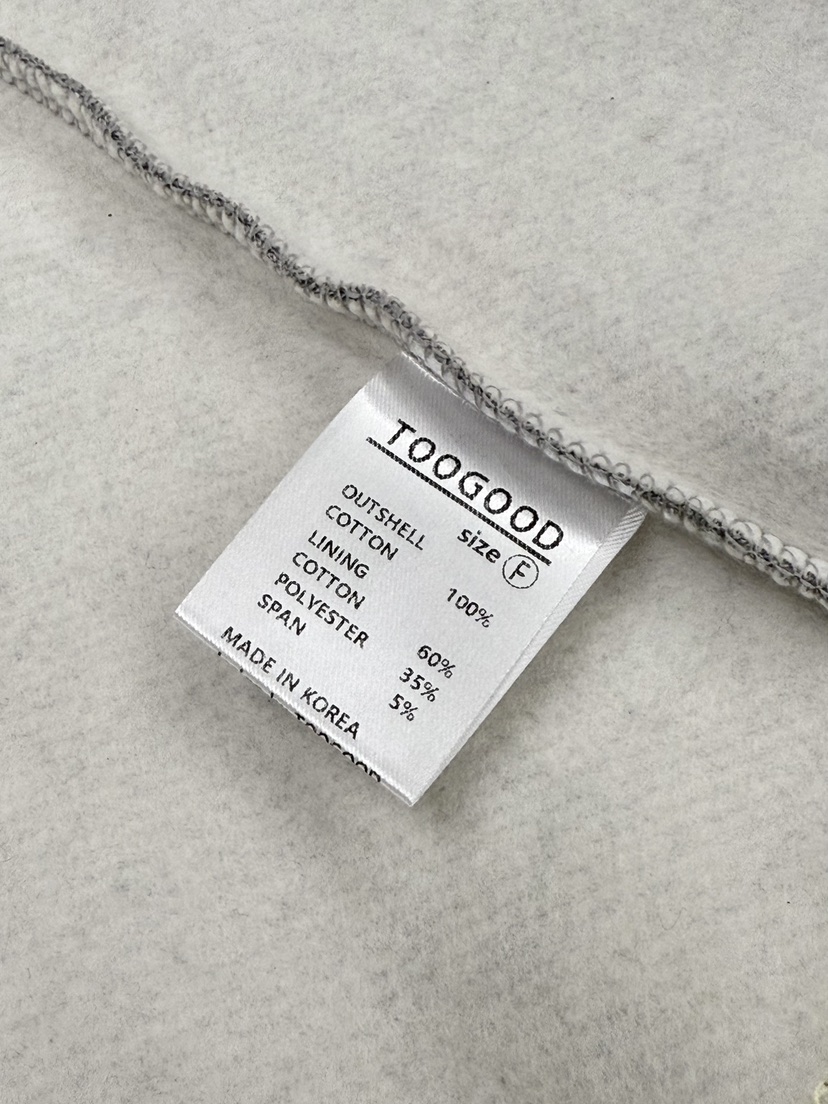 TOOGOOD
size F
OUTSHELL
COTTON 100%
LINING
COTTON 60%
POLYESTER 35%
SPAN 5%
MADE IN KOREA